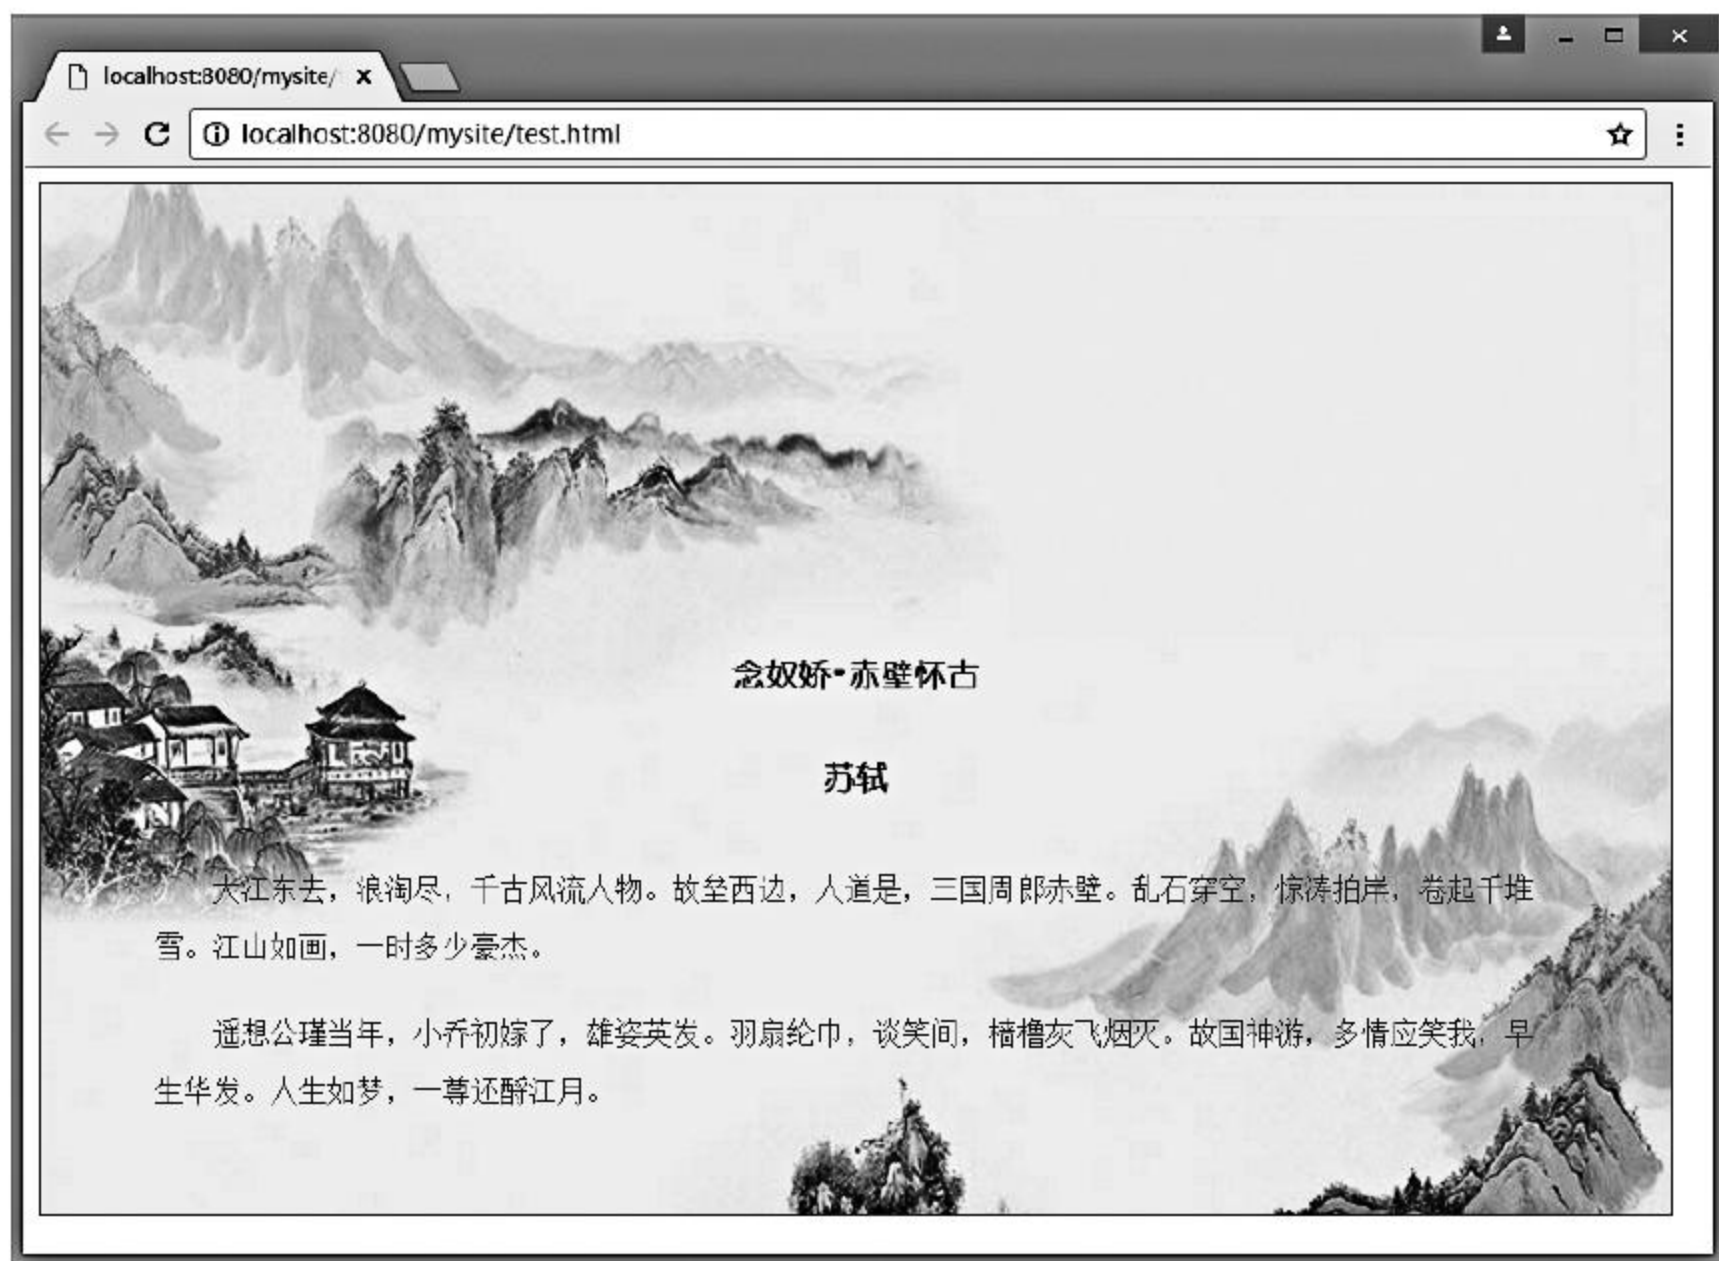 localhost:8080/mysite/
localhost:8080/mysite/test.html
念奴娇·赤壁怀古
苏轼
大江东去，浪淘尽，千古风流人物。故垒西边，人道是，三国周郎赤壁。乱石穿空，惊涛拍岸，卷起千堆
雪。江山如画，一时多少豪杰。
遥想公瑾当年，小乔初嫁了，雄姿英发。羽扇纶巾，谈笑间，樯橹灰飞烟灭。故国神游，多情应笑我，早
生华发。人生如梦，一尊还酹江月。